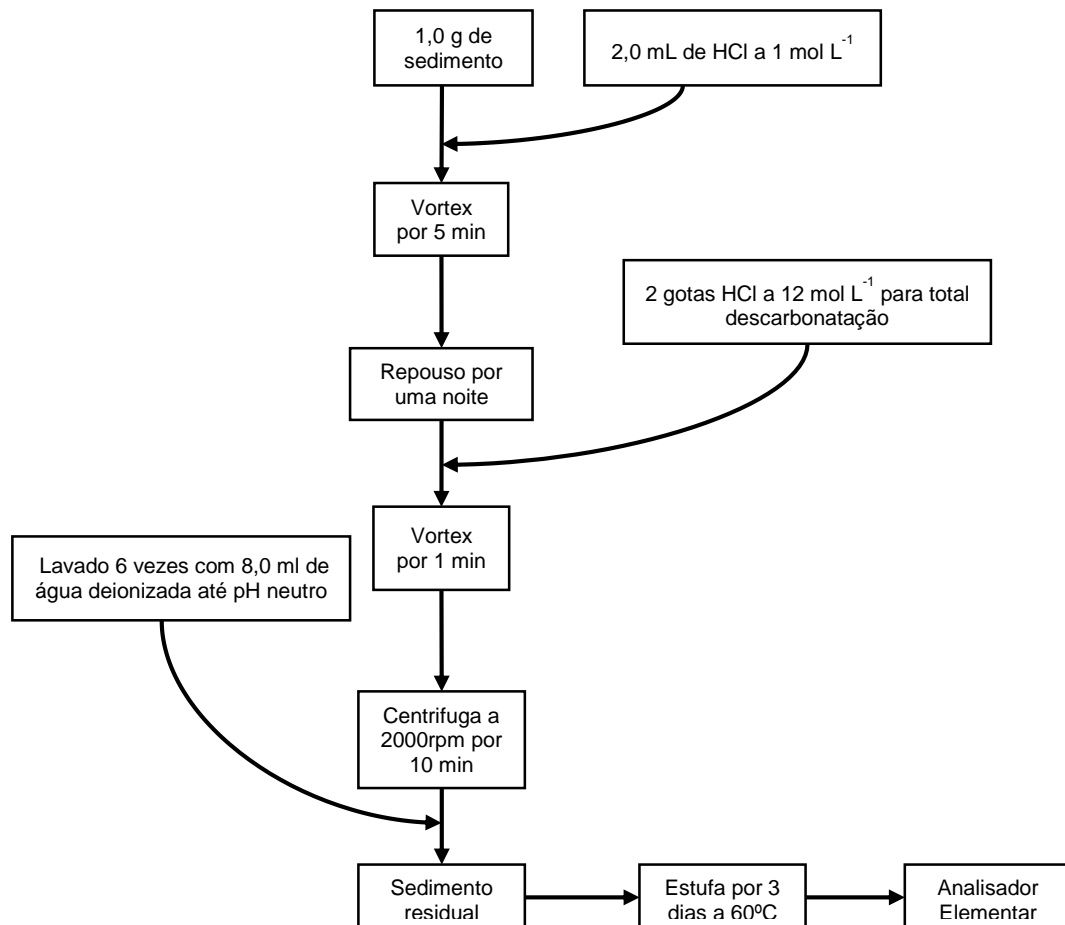 1,0 g de
sedimento
2,0 mL de HCl a 1 mol L-1
Vortex
por 5 min
2 gotas HCl a 12 mol L-1 para total
descarbonatação
Repouso por
uma noite
Vortex
por 1 min
Lavado 6 vezes com 8,0 ml de
água deionizada até pH neutro
Centrifuga a
2000rpm por
10 min
Sedimento
residual
Estufa por 3
dias a 60ºC
Analisador
Elementar